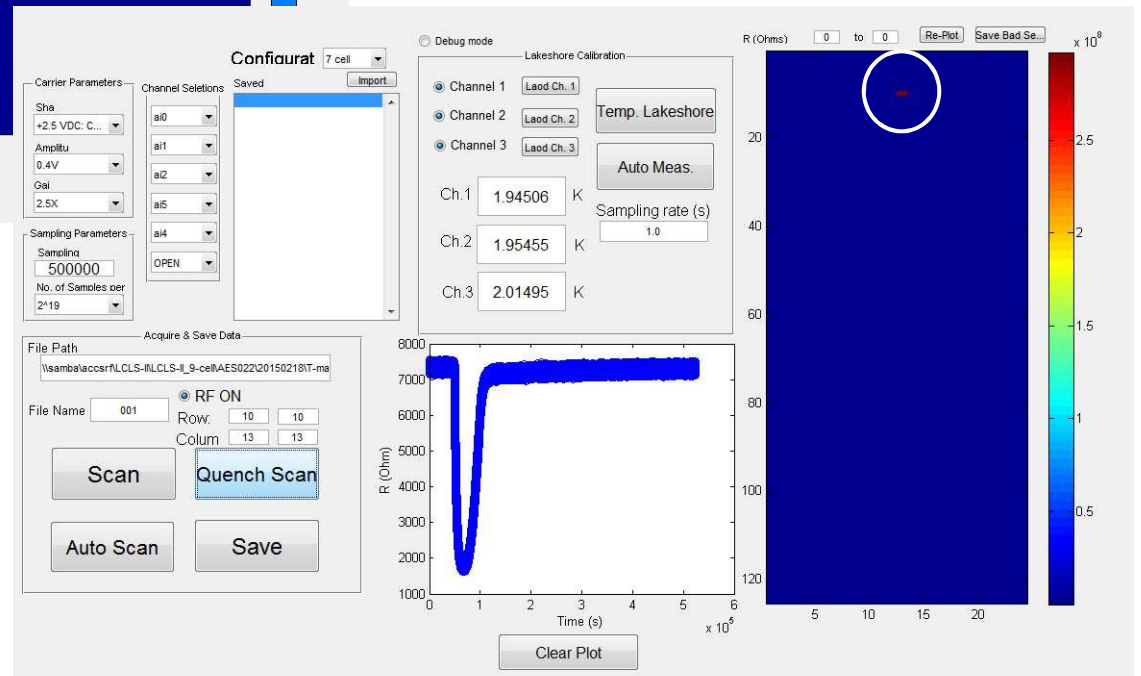 Configurat 7 cell
Import
Carrier Parameters
Sha
+2.5 VDC: C...
Amplitu
0.4V
Gai
2.5X
Channel Seletions
ai0
ai1
ai2
ai5
ai4
OPEN
Saved
Sampling Parameters
Sampling
500000
No. of Samples per
2^19
Debug mode
Lakeshore Calibration
Channel 1 Laod Ch. 1
Channel 2 Laod Ch. 2
Channel 3 Laod Ch. 3
Temp. Lakeshore
Auto Meas.
Sampling rate (s)
1.0
Ch.1 1.94506 K
Ch.2 1.95455 K
Ch.3 2.01495 K
Acquire & Save Data
File Path
\\samba\accsrf\LCLS-II\LCLS-II_9-cell\AES022\20150218\T-ma
File Name 001
RF ON
Row: 10 10
Colum 13 13
Scan
Quench Scan
Auto Scan
Save
8000
7000
6000
5000
4000
3000
2000
1000
R (Ohm)
0 1 2 3 4 5 6
Time (s)
x 10^5
Clear Plot
R (Ohms) 0 to 0 Re-Plot Save Bad Se...
20
40
60
80
100
120
5 10 15 20
x 10^8
2.5
2
1.5
1
0.5